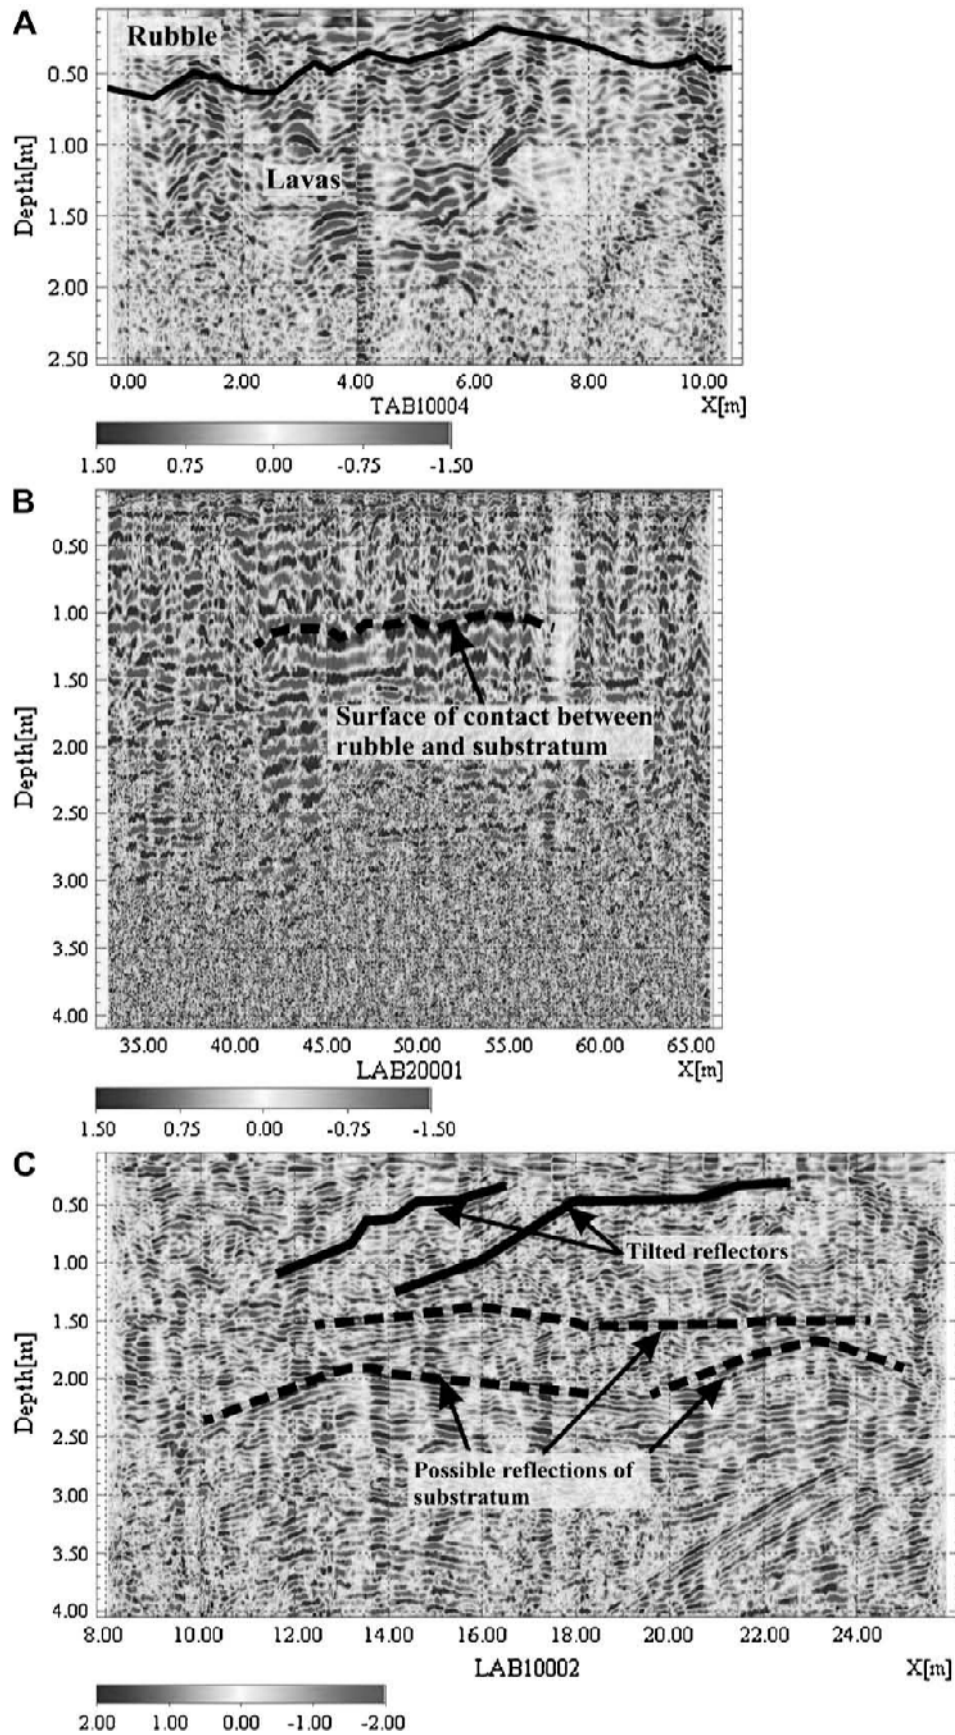 A
Rubble
Lavas
Depth[m]
0.50
1.00
1.50
2.00
2.50
0.00 2.00 4.00 6.00 8.00 10.00
TAB10004 X[m]
1.50 0.75 0.00 -0.75 -1.50
B
Depth[m]
0.50
1.00
1.50
2.00
2.50
3.00
3.50
4.00
Surface of contact between
rubble and substratum
35.00 40.00 45.00 50.00 55.00 60.00 65.00
LAB20001 X[m]
1.50 0.75 0.00 -0.75 -1.50
C
Depth[m]
0.50
1.00
1.50
2.00
2.50
3.00
3.50
4.00
Tilted reflectors
Possible reflections of
substratum
8.00 10.00 12.00 14.00 16.00 18.00 20.00 22.00 24.00
LAB10002 X[m]
2.00 1.00 0.00 -1.00 -2.00